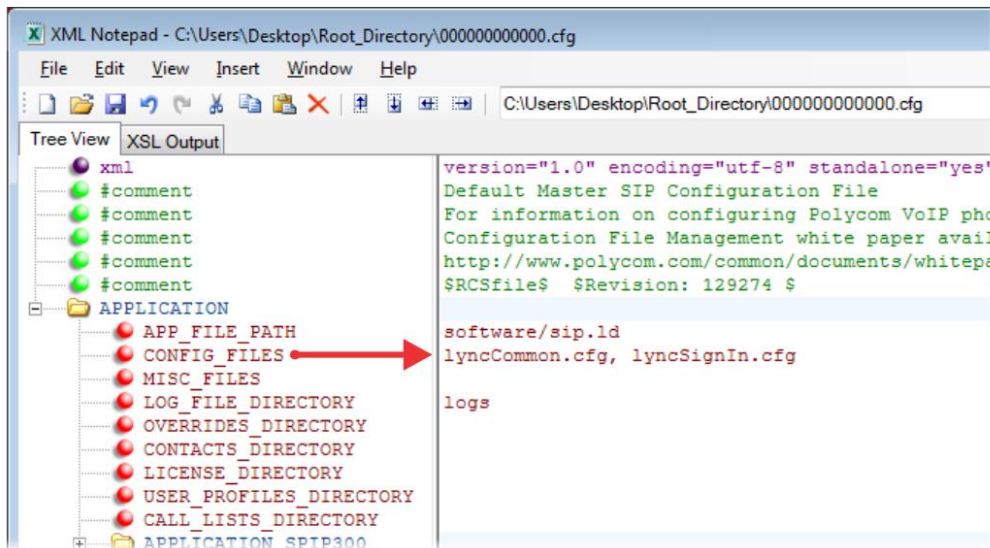 XML Notepad - C:\Users\Desktop\Root_Directory\000000000000.cfg
File Edit View Insert Window Help
C:\Users\Desktop\Root_Directory\000000000000.cfg
Tree View XSL Output
xml version="1.0" encoding="utf-8" standalone="yes"
#comment Default Master SIP Configuration File
#comment For information on configuring Polycom VoIP pho
#comment Configuration File Management white paper avail
#comment http://www.polycom.com/common/documents/whitepa
#comment $RCSfile$ $Revision: 129274 $
APPLICATION
APP_FILE_PATH software/sip.ld
CONFIG_FILES lyncCommon.cfg, lyncSignIn.cfg
MISC_FILES
LOG_FILE_DIRECTORY logs
OVERRIDES_DIRECTORY
CONTACTS_DIRECTORY
LICENSE_DIRECTORY
USER_PROFILES_DIRECTORY
CALL_LISTS_DIRECTORY
APPLICATION_SPIP300